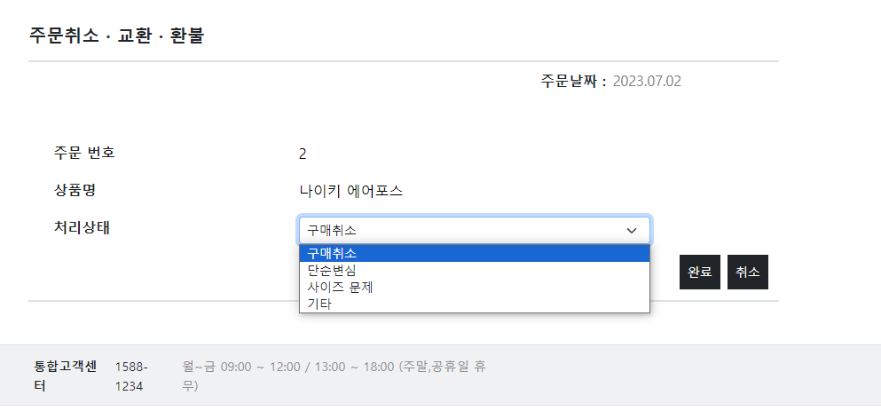 주문취소 · 교환 · 환불
주문날짜 : 2023.07.02
주문 번호 2
상품명 나이키 에어포스
처리상태 구매취소
구매취소
단순변심
사이즈 문제
기타
완료 취소
통합고객센 1588- 월~금 09:00 ~ 12:00 / 13:00 ~ 18:00 (주말,공휴일 휴
터 1234 무)